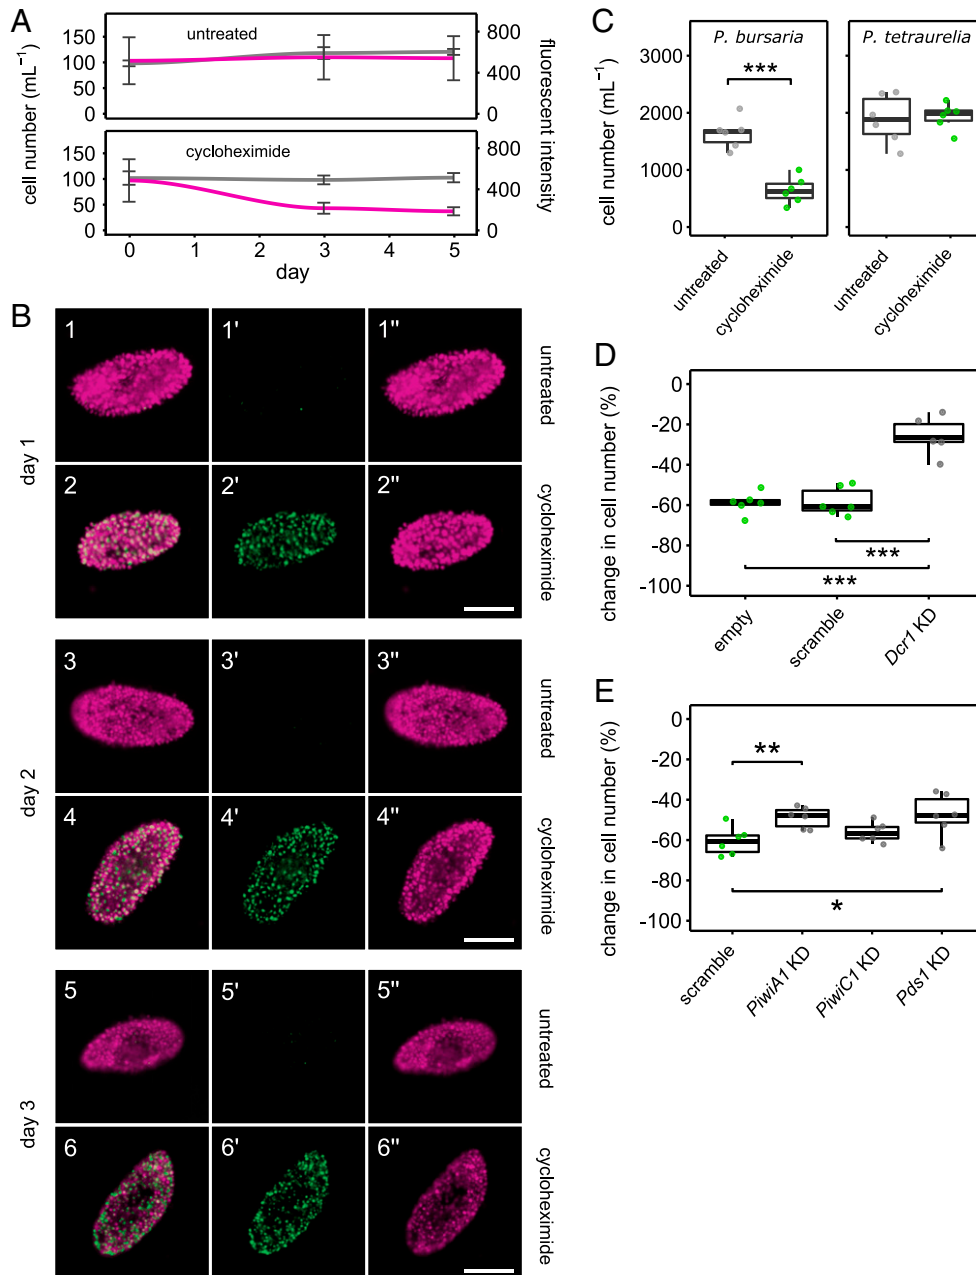 A
untreated
cell number (mL⁻¹)
150
100
50
0
800
400
0
fluorescent intensity
cycloheximide
150
100
50
0
800
400
0
0 1 2 3 4 5
day
B
day 1
1 1' 1"
untreated
2 2' 2"
cycloheximide
day 2
3 3' 3"
untreated
4 4' 4"
cycloheximide
day 3
5 5' 5"
untreated
6 6' 6"
cycloheximide
C
P. bursaria P. tetraurelia
cell number (mL⁻¹)
3000
2000
1000
0
***
untreated
cycloheximide
untreated
cycloheximide
D
change in cell number (%)
0
-20
-40
-60
-80
-100
***
***
empty
scramble
Dcr1 KD
E
change in cell number (%)
0
-20
-40
-60
-80
-100
**
*
scramble
PiwiA1 KD
PiwiC1 KD
Pds1 KD